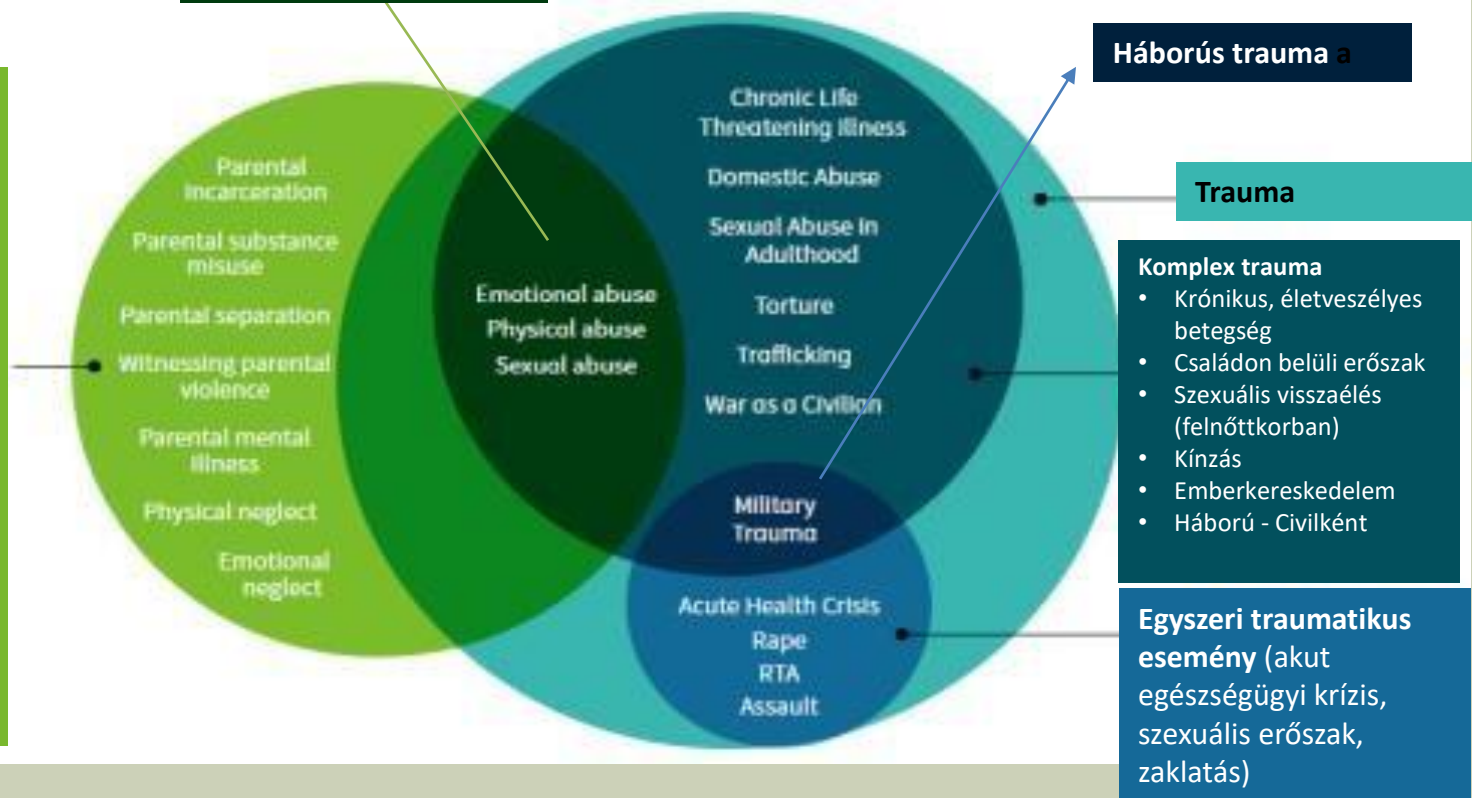 Parental
Incarceration
Parental substance
misuse
Parental separation
Witnessing parental
violence
Parental mental
illness
Physical neglect
Emotional
neglect
Emotional abuse
Physical abuse
Sexual abuse
Chronic Life
Threatening Illness
Domestic Abuse
Sexual Abuse In
Adulthood
Torture
Trafficking
War as a Civilian
Military
Trauma
Acute Health Crisis
Rape
RTA
Assault
Háborús trauma a
Trauma
Komplex trauma
• Krónikus, életveszélyes
betegség
• Családon belüli erőszak
• Szexuális visszaélés
(felnőttkorban)
• Kínzás
• Emberkereskedelem
• Háború - Civilként
Egyszeri traumatikus
esemény (akut
egészségügyi krízis,
szexuális erőszak,
zaklatás)